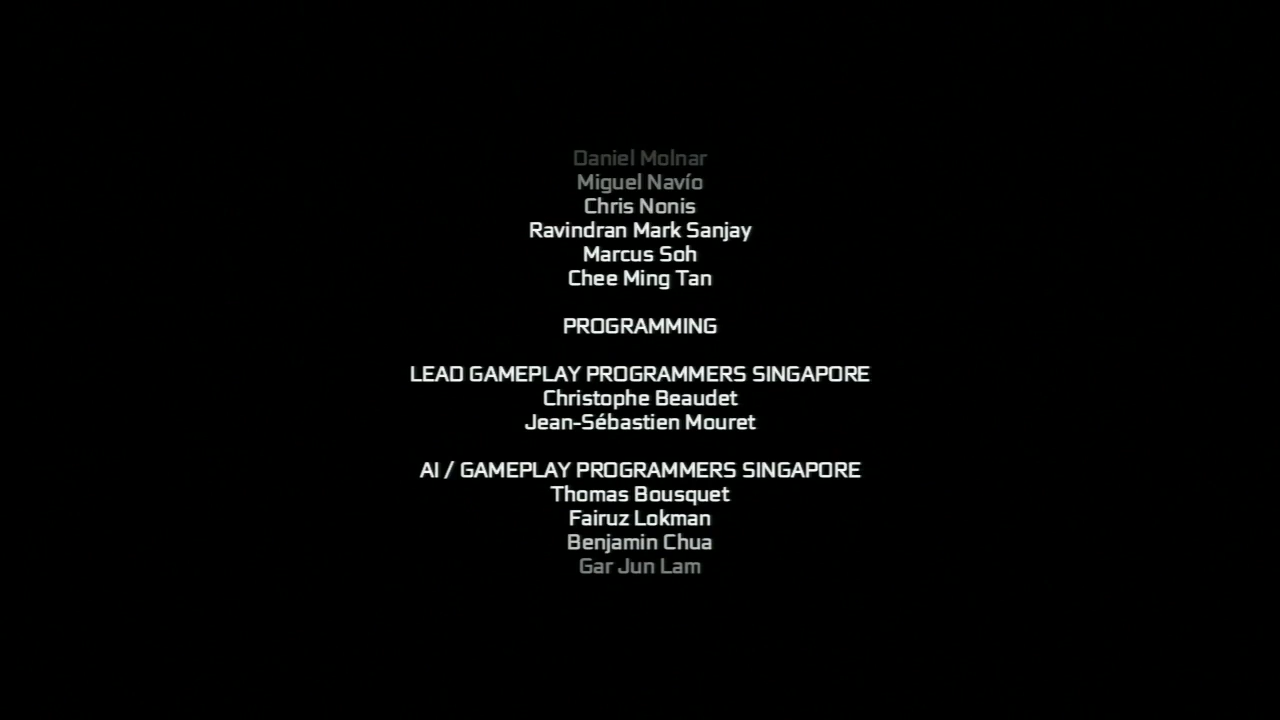 Daniel Molnar
Miguel Navío
Chris Nonis
Ravindran Mark Sanjay
Marcus Soh
Chee Ming Tan
PROGRAMMING
LEAD GAMEPLAY PROGRAMMERS SINGAPORE
Christophe Beaudet
Jean-Sébastien Mouret
AI / GAMEPLAY PROGRAMMERS SINGAPORE
Thomas Bousquet
Fairuz Lokman
Benjamin Chua
Gar Jun Lam